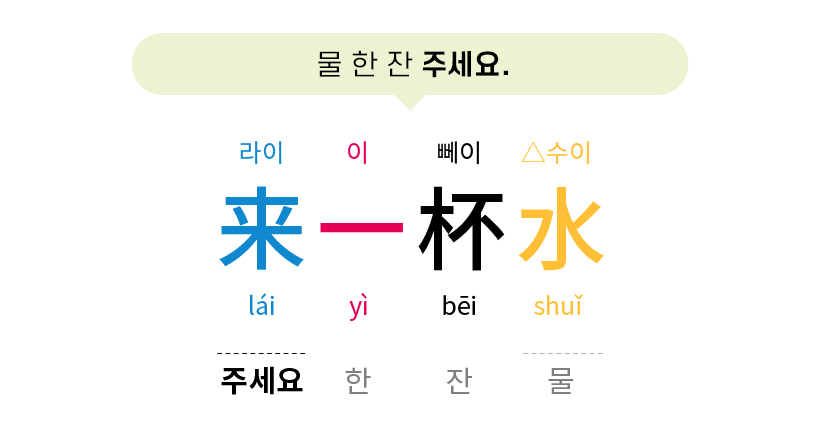 물 한 잔 주세요.
라이 이 뻬이 △수이
来一杯水
lái yì bēi shuǐ
주세요 한 잔 물